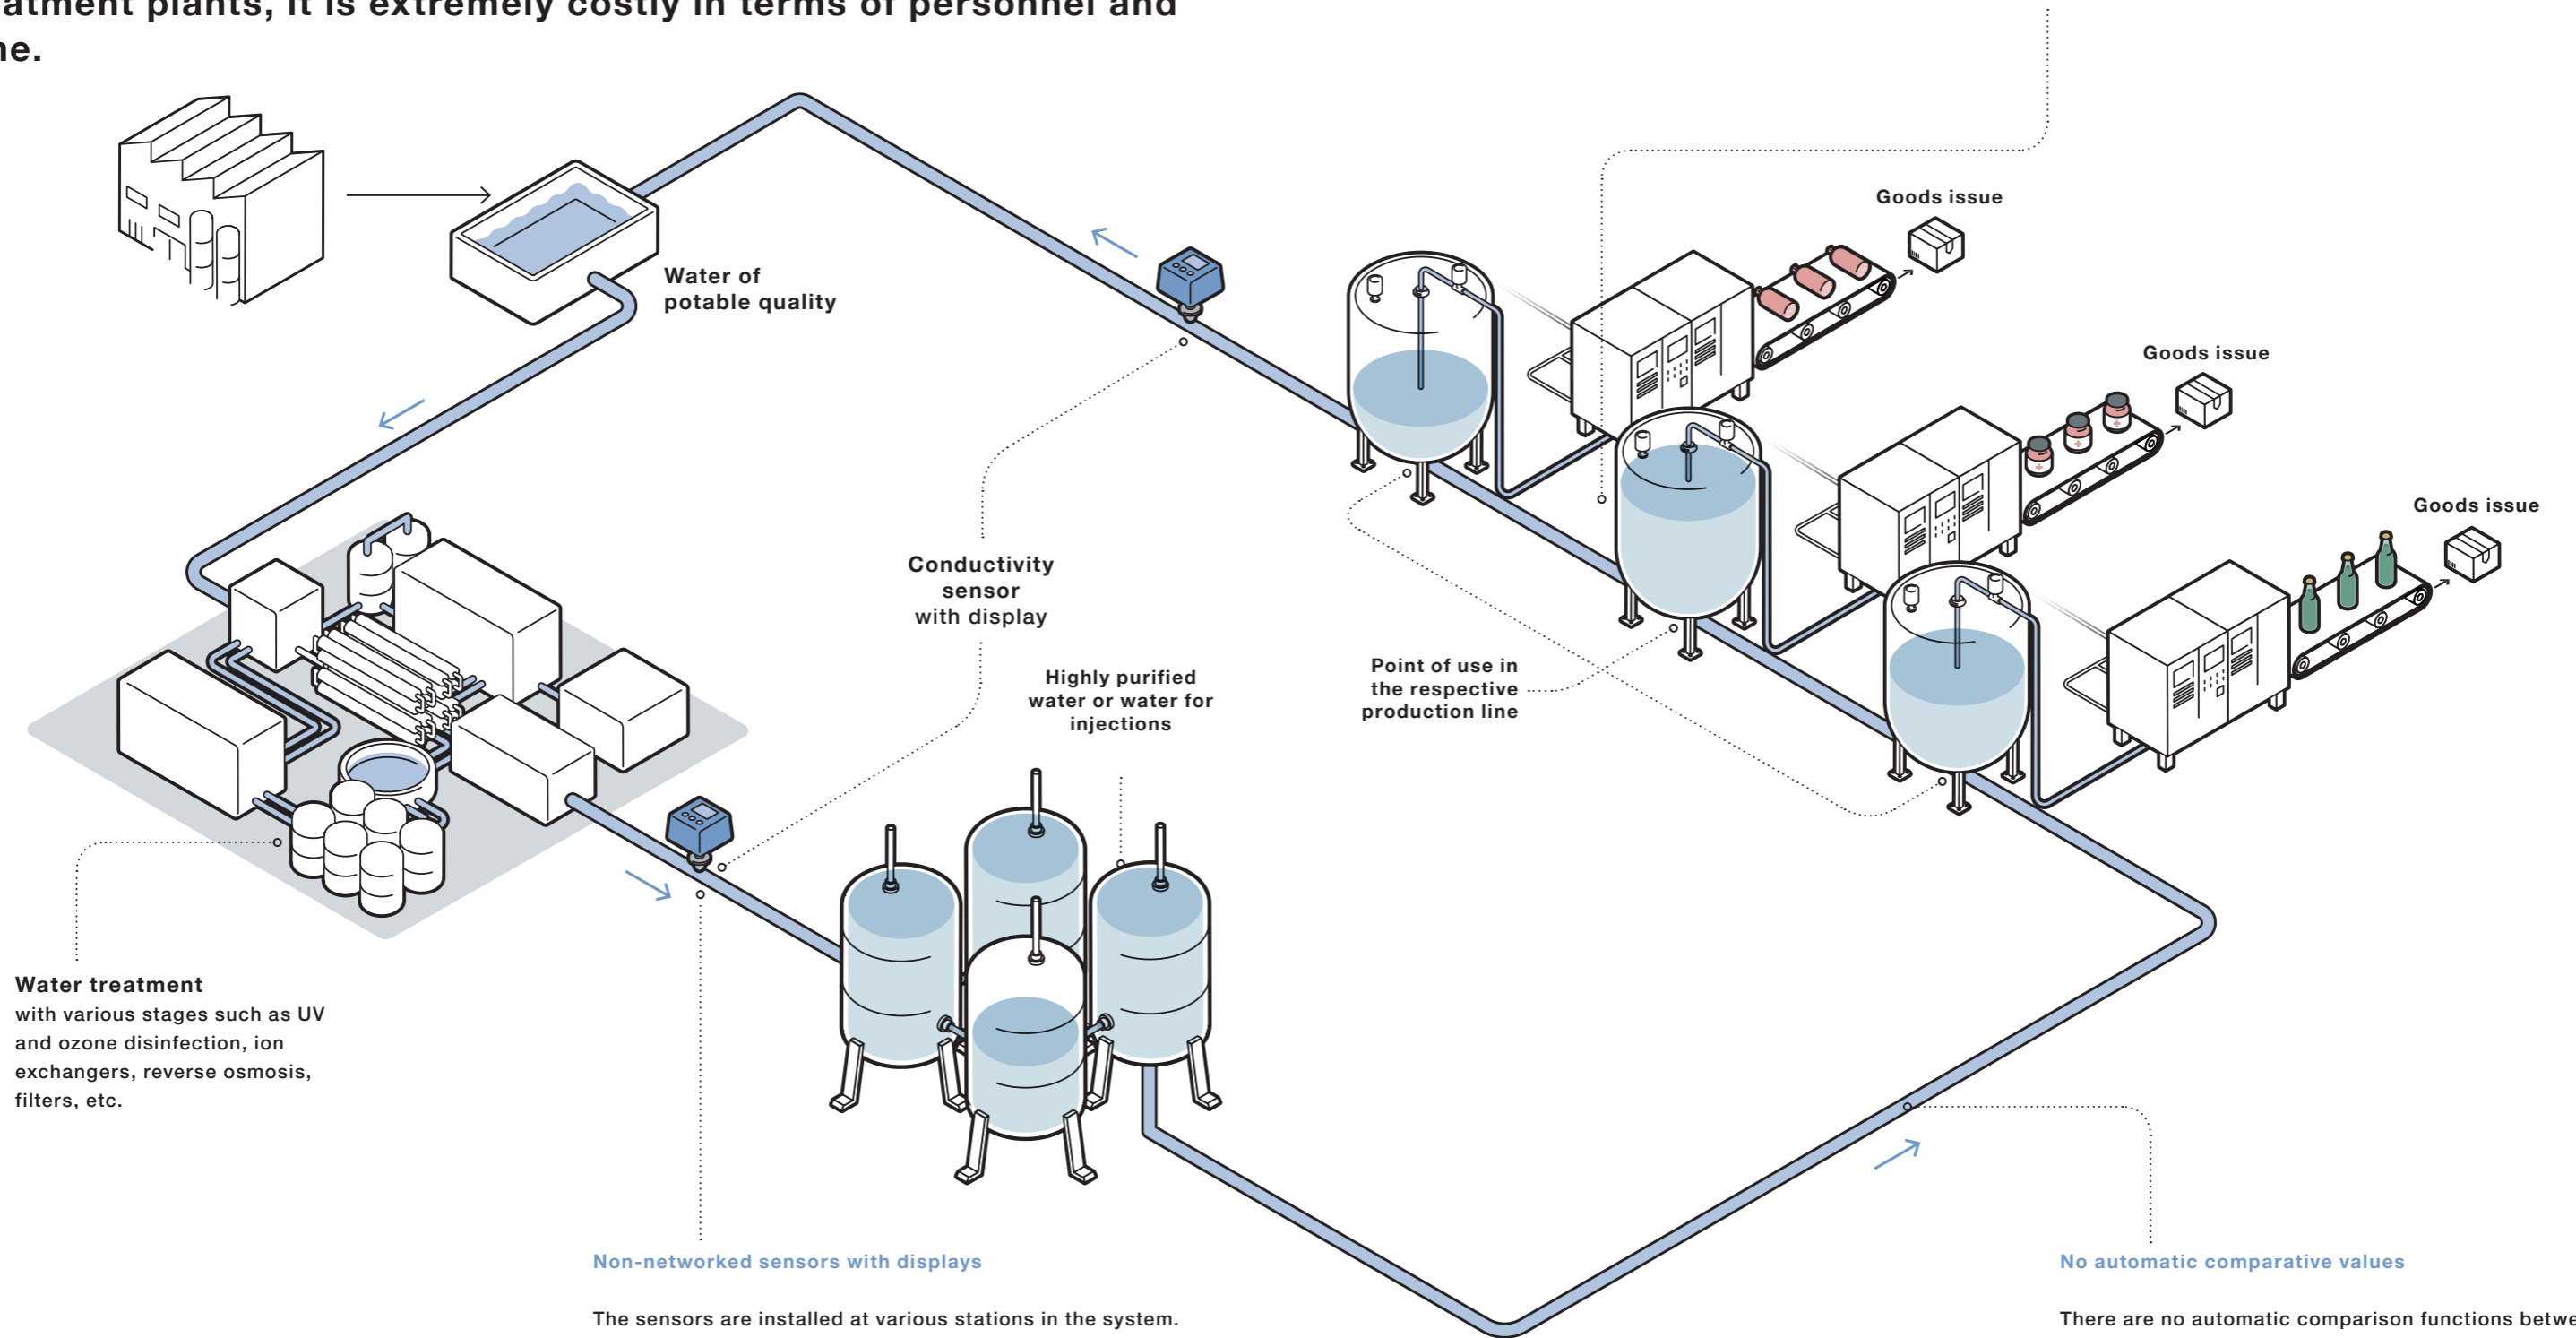 atment plants, it is extremely costly in terms of personnel and
ne.
Goods issue
Water of
potable quality
Goods issue
Goods issue
Conductivity
sensor
with display
Highly purified
water or water for
injections
Point of use in
the respective
production line
Water treatment
with various stages such as UV
and ozone disinfection, ion
exchangers, reverse osmosis,
filters, etc.
Non-networked sensors with displays
The sensors are installed at various stations in the system.
No automatic comparative values
There are no automatic comparison functions betwe